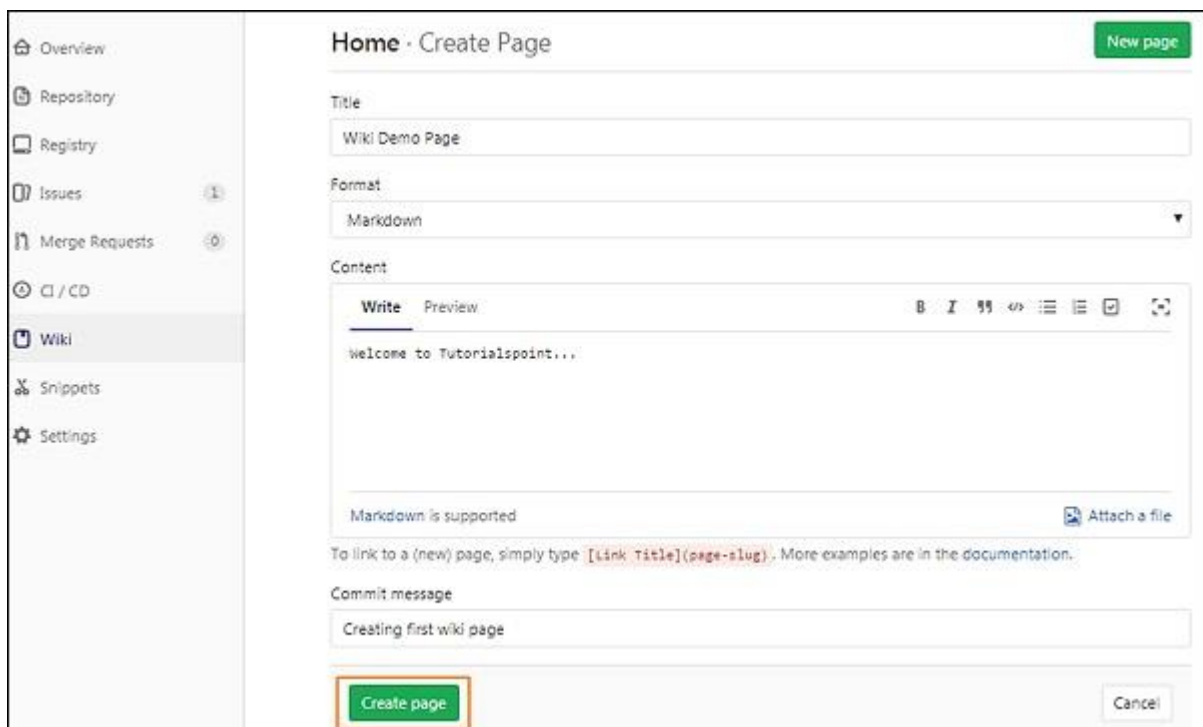 Overview
Repository
Registry
Issues 1
Merge Requests 0
CI / CD
Wiki
Snippets
Settings
Home · Create Page
New page
Title
Wiki Demo Page
Format
Markdown
Content
Write Preview
Welcome to Tutorialspoint...
Markdown is supported
Attach a file
To link to a (new) page, simply type [Link Title](page-slug). More examples are in the documentation.
Commit message
Creating first wiki page
Create page
Cancel